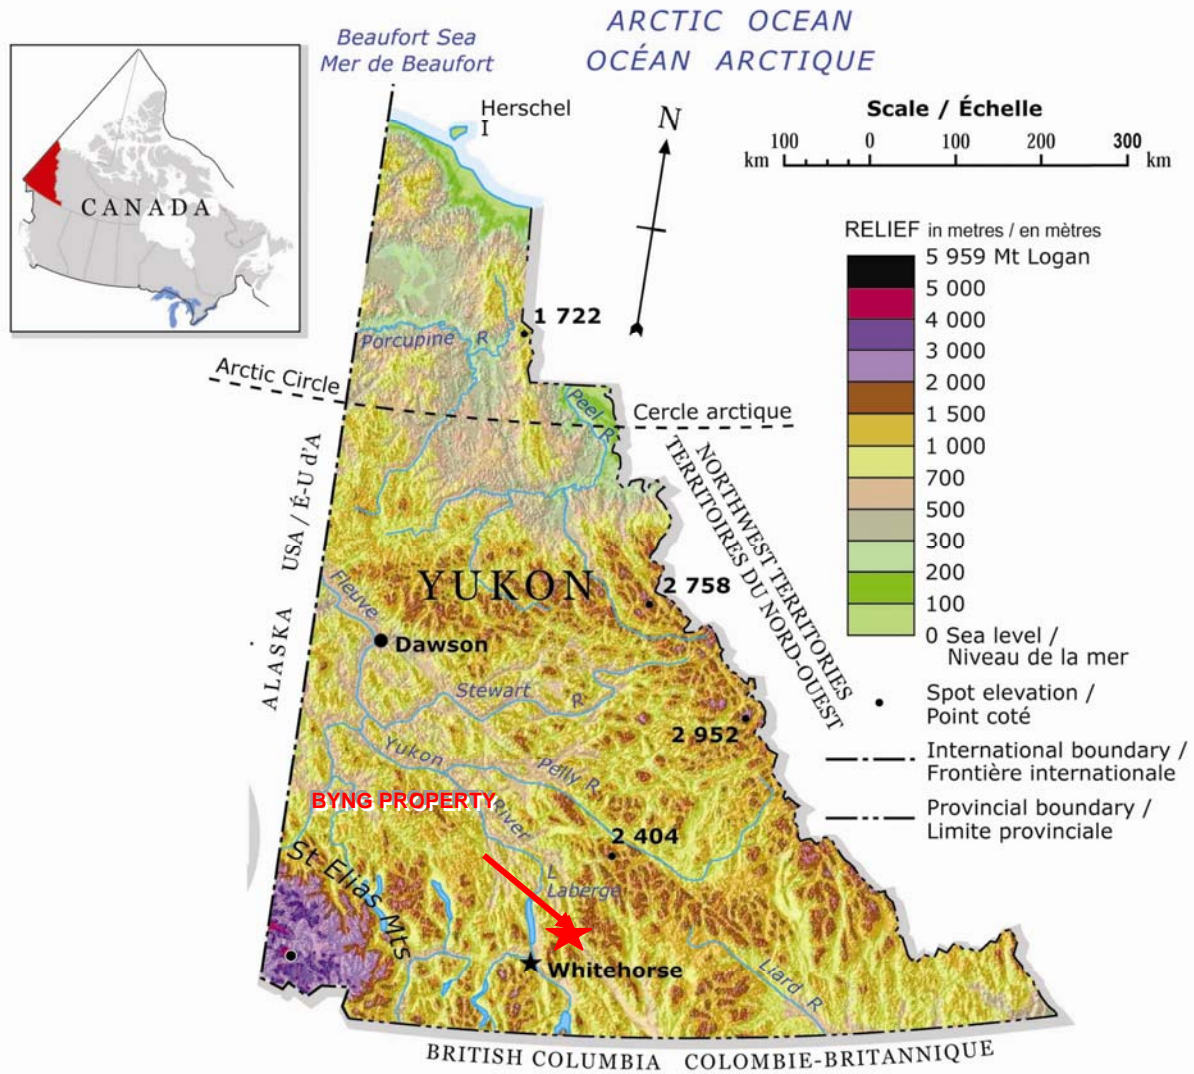 ARCTIC OCEAN
OCÉAN ARCTIQUE
Beaufort Sea
Mer de Beaufort
Herschel
I
N
Scale / Échelle
100 0 100 200 300
km km
CANADA
RELIEF in metres / en mètres
5 959 Mt Logan
5 000
4 000
3 000
2 000
1 500
1 000
700
500
300
200
100
0 Sea level /
Niveau de la mer
Spot elevation /
Point coté
International boundary /
Frontière internationale
Provincial boundary /
Limite provinciale
1 722
Porcupine R
Arctic Circle
Cercle arctique
Peel R
NORTHWEST TERRITORIES
TERRITOIRES DU NORD-OUEST
ALASKA USA / É-U d'A
YUKON
2 758
Fleuve
Dawson
Stewart R
2 952
Yukon River
Pelly R
BYNG PROPERTY
2 404
St Elias Mts
L
Laberge
Whitehorse
Liard R
BRITISH COLUMBIA COLOMBIE-BRITANNIQUE